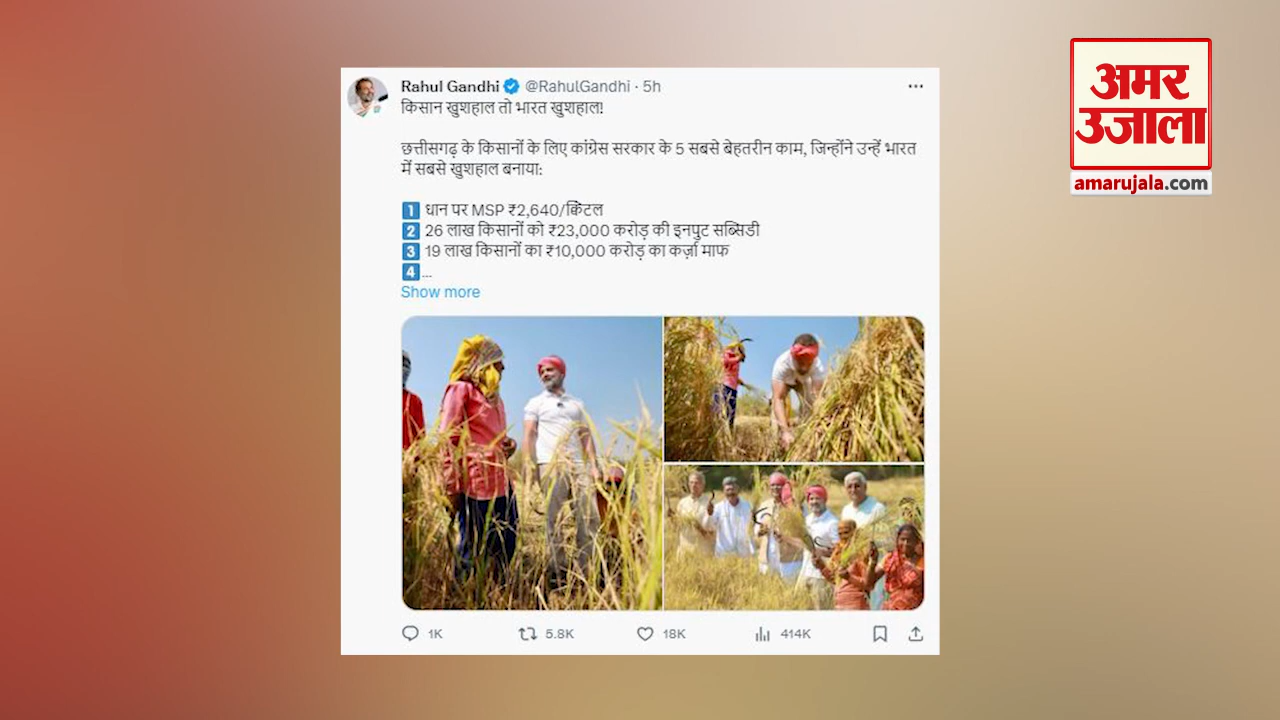 Rahul Gandhi @RahulGandhi · 5h
किसान खुशहाल तो भारत खुशहाल!
छत्तीसगढ़ के किसानों के लिए कांग्रेस सरकार के 5 सबसे बेहतरीन काम, जिन्होंने उन्हें भारत
में सबसे खुशहाल बनाया:
1 धान पर MSP ₹2,640/क्विंटल
2 26 लाख किसानों को ₹23,000 करोड़ की इनपुट सब्सिडी
3 19 लाख किसानों का ₹10,000 करोड़ का कर्ज़ा माफ
4 ...
Show more
1K 5.8K 18K 414K
अमर
उजाला
amarujala.com